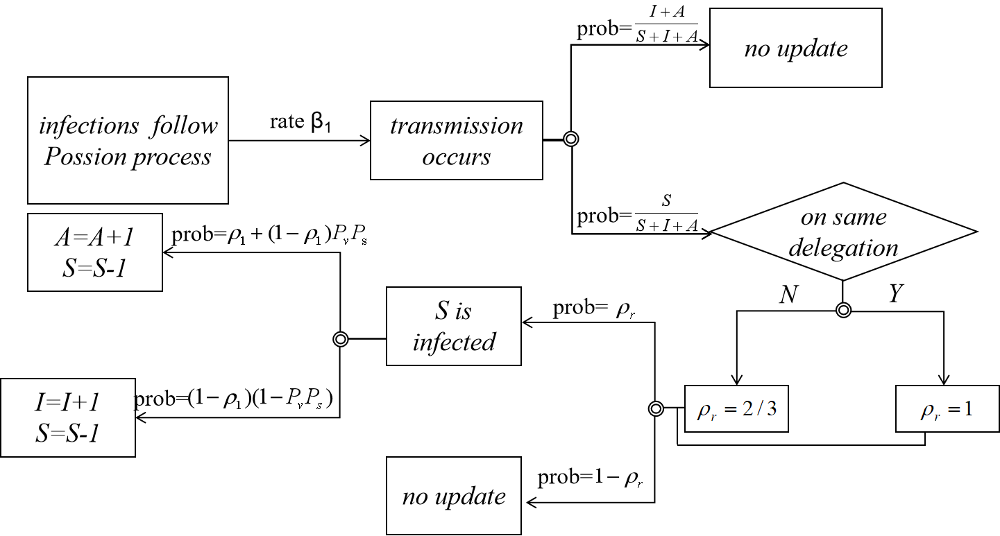 infections follow
Possion process
rate β₁
transmission
occurs
prob=(I+A)/(S+I+A)
no update
prob=S/(S+I+A)
on same
delegation
N
Y
ρᵣ = 2/3
ρᵣ = 1
prob= ρᵣ
S is
infected
prob=1−ρᵣ
no update
prob=ρ₁+(1−ρ₁)PᵥPₛ
A=A+1
S=S-1
prob=(1−ρ₁)(1−PᵥPₛ)
I=I+1
S=S-1